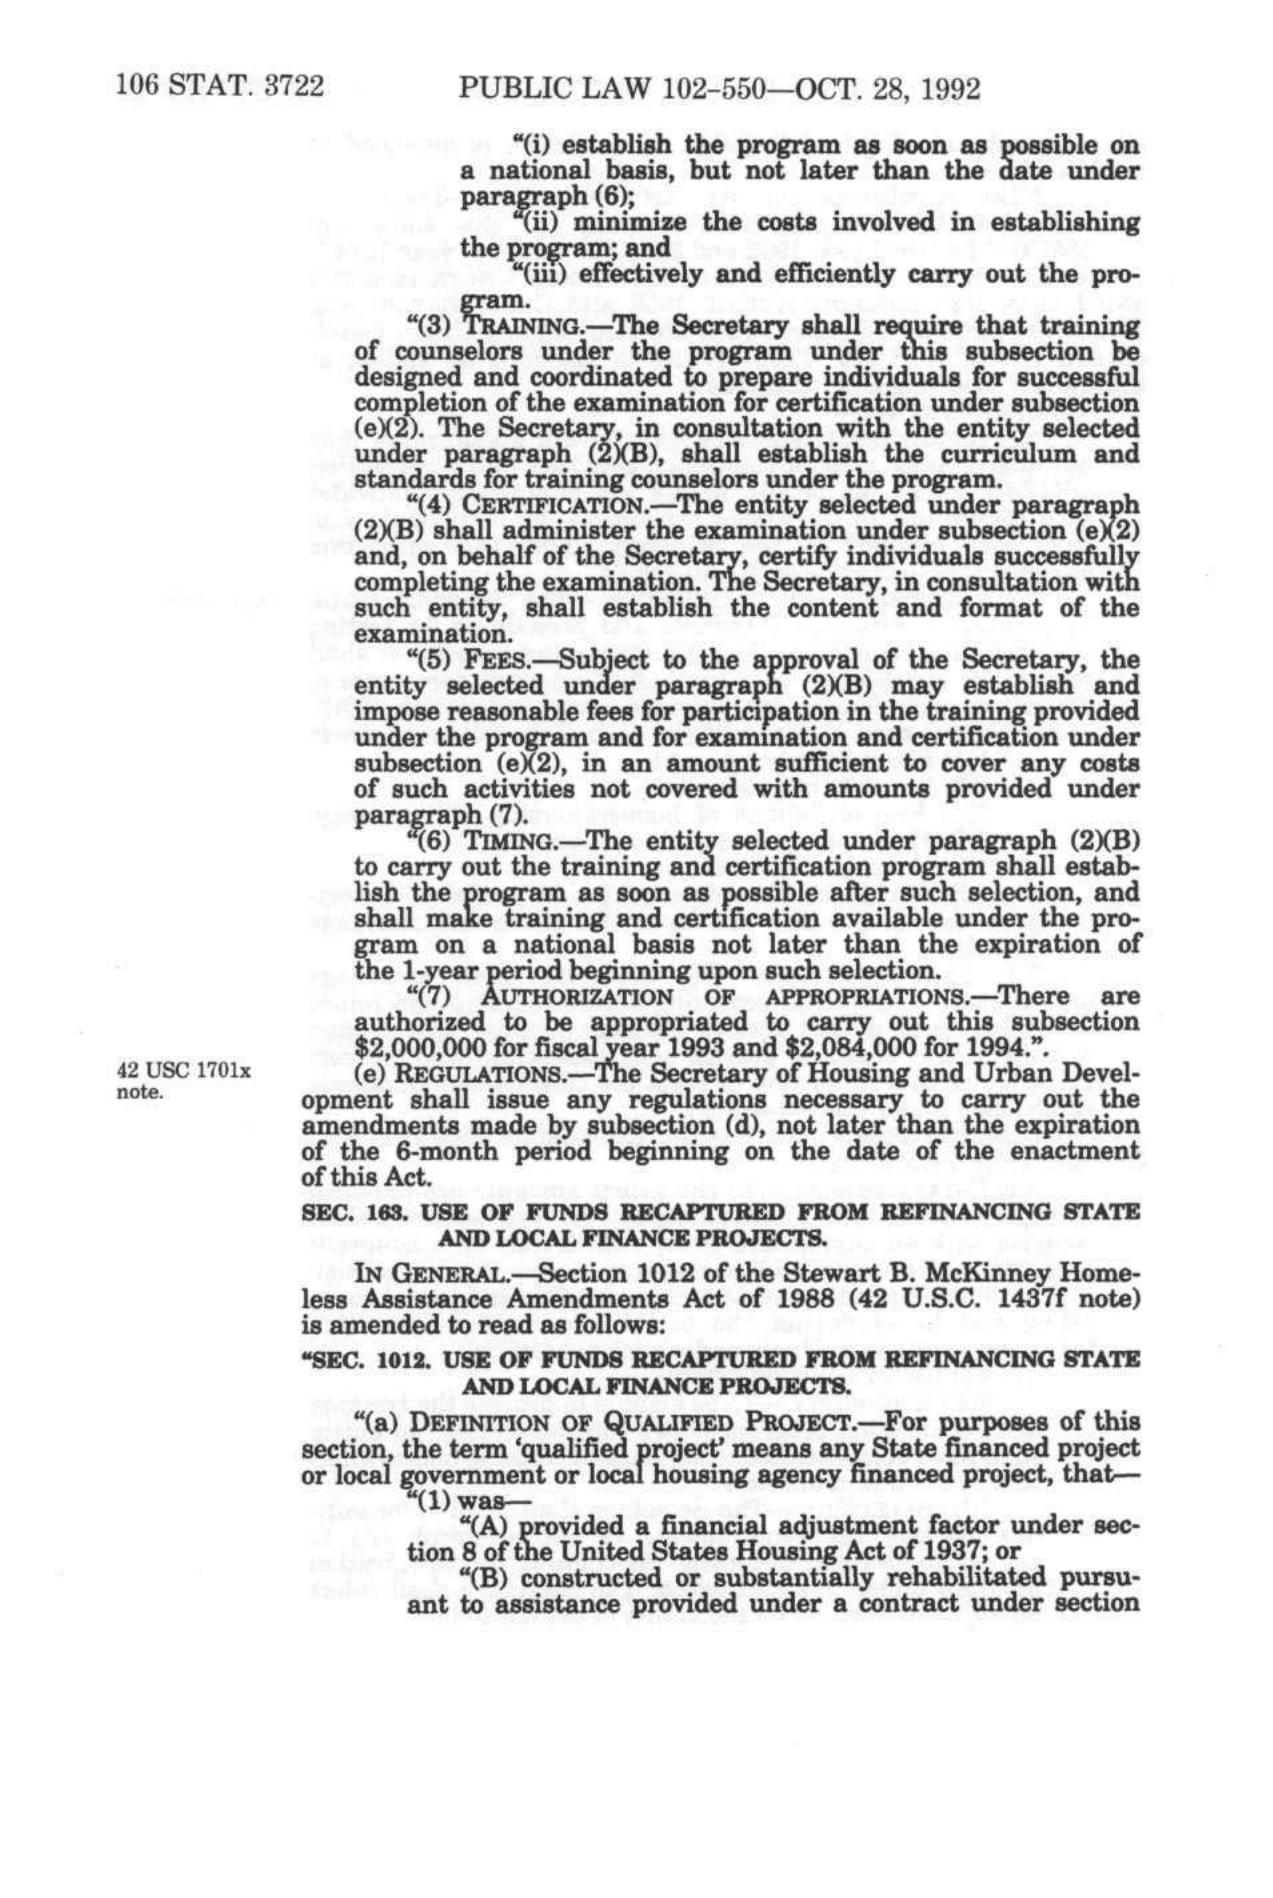 106 STAT. 3722 PUBLIC LAW 102-550—OCT. 28, 1992
"(i) establish the program as soon as possible on
a national basis, but not later than the date under
paragraph (6);
"(ii) minimize the costs involved in establishing
the program; and
"(iii) effectively and efficiently carry out the pro-
gram.
"(3) TRAINING.—The Secretary shall require that training
of counselors under the program under this subsection be
designed and coordinated to prepare individuals for successful
completion of the examination for certification under subsection
(e)(2). The Secretary, in consultation with the entity selected
under paragraph (2)(B), shall establish the curriculum and
standards for training counselors under the program.
"(4) CERTIFICATION.—The entity selected under paragraph
(2)(B) shall administer the examination under subsection (e)(2)
and, on behalf of the Secretary, certify individuals successfully
completing the examination. The Secretary, in consultation with
such entity, shall establish the content and format of the
examination.
"(5) FEES.—Subject to the approval of the Secretary, the
entity selected under paragraph (2)(B) may establish and
impose reasonable fees for participation in the training provided
under the program and for examination and certification under
subsection (e)(2), in an amount sufficient to cover any costs
of such activities not covered with amounts provided under
paragraph (7).
"(6) TIMING.—The entity selected under paragraph (2)(B)
to carry out the training and certification program shall estab-
lish the program as soon as possible after such selection, and
shall make training and certification available under the pro-
gram on a national basis not later than the expiration of
the 1-year period beginning upon such selection.
"(7) AUTHORIZATION OF APPROPRIATIONS.—There are
authorized to be appropriated to carry out this subsection
$2,000,000 for fiscal year 1993 and $2,084,000 for 1994.".
42 USC 1701x
note.
(e) REGULATIONS.—The Secretary of Housing and Urban Devel-
opment shall issue any regulations necessary to carry out the
amendments made by subsection (d), not later than the expiration
of the 6-month period beginning on the date of the enactment
of this Act.
SEC. 163. USE OF FUNDS RECAPTURED FROM REFINANCING STATE
AND LOCAL FINANCE PROJECTS.
IN GENERAL.—Section 1012 of the Stewart B. McKinney Home-
less Assistance Amendments Act of 1988 (42 U.S.C. 1437f note)
is amended to read as follows:
"SEC. 1012. USE OF FUNDS RECAPTURED FROM REFINANCING STATE
AND LOCAL FINANCE PROJECTS.
"(a) DEFINITION OF QUALIFIED PROJECT.—For purposes of this
section, the term 'qualified project' means any State financed project
or local government or local housing agency financed project, that—
"(1) was—
"(A) provided a financial adjustment factor under sec-
tion 8 of the United States Housing Act of 1937; or
"(B) constructed or substantially rehabilitated pursu-
ant to assistance provided under a contract under section